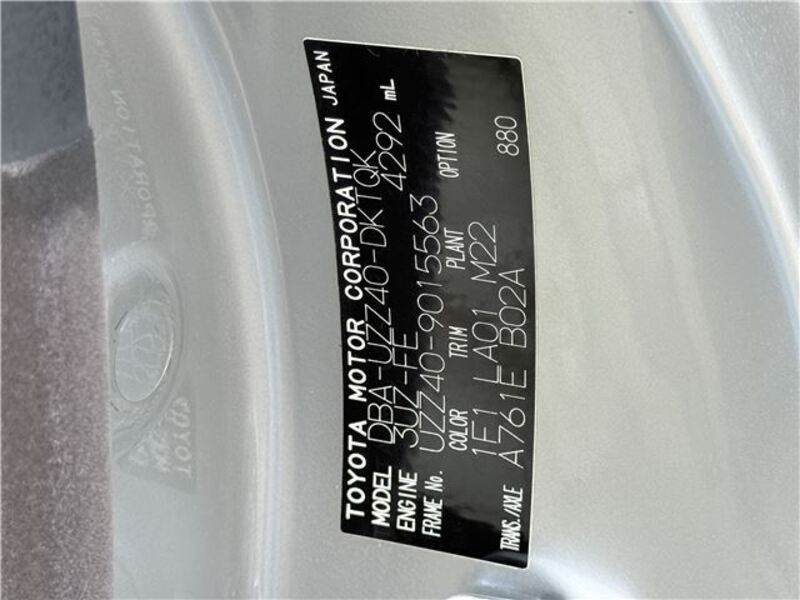 TOYOTA MOTOR CORPORATION JAPAN
MODEL DBA-UZZ40-DKTQK
ENGINE 3UZ-FE 4292 mL
FRAME No. UZZ40-9015563
COLOR TRIM PLANT OPTION
1F1 LA01 M22
TRANS./AXLE A761E B02A 880